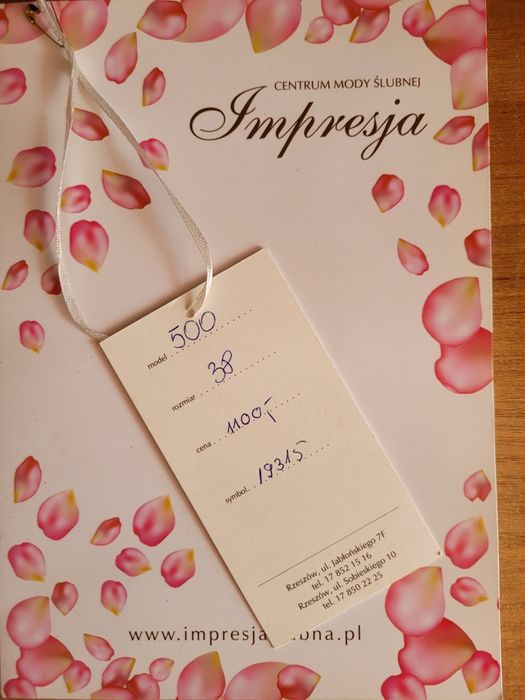 CENTRUM MODY ŚLUBNEJ
Impresja
model 500
rozmiar 38
cena 1100,-
symbol 19315
Rzeszów, ul. Jabłońskiego 7F
tel. 17 852 15 16
Rzeszów, ul. Sobieskiego 10
tel. 17 850 22 25
www.impresja lubna.pl